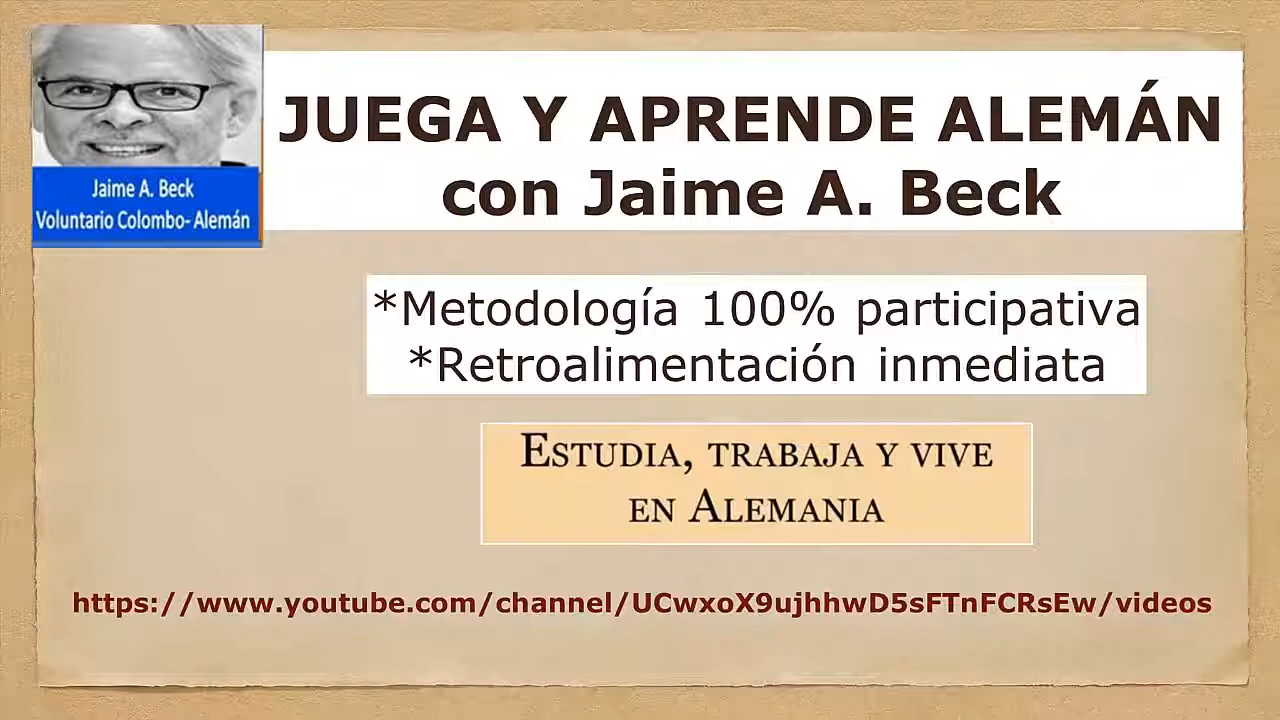 JUEGA Y APRENDE ALEMÁN
con Jaime A. Beck
Jaime A. Beck
Voluntario Colombo- Alemán
*Metodología 100% participativa
*Retroalimentación inmediata
ESTUDIA, TRABAJA Y VIVE
EN ALEMANIA
https://www.youtube.com/channel/UCwxoX9ujhhwD5sFTnFCRsEw/videos